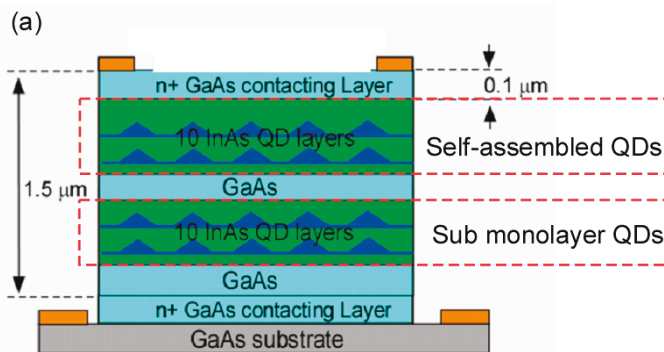 (a)
n+ GaAs contacting Layer
0.1 μm
10 InAs QD layers
Self-assembled QDs
1.5 μm
GaAs
10 InAs QD layers
Sub monolayer QDs
GaAs
n+ GaAs contacting Layer
GaAs substrate